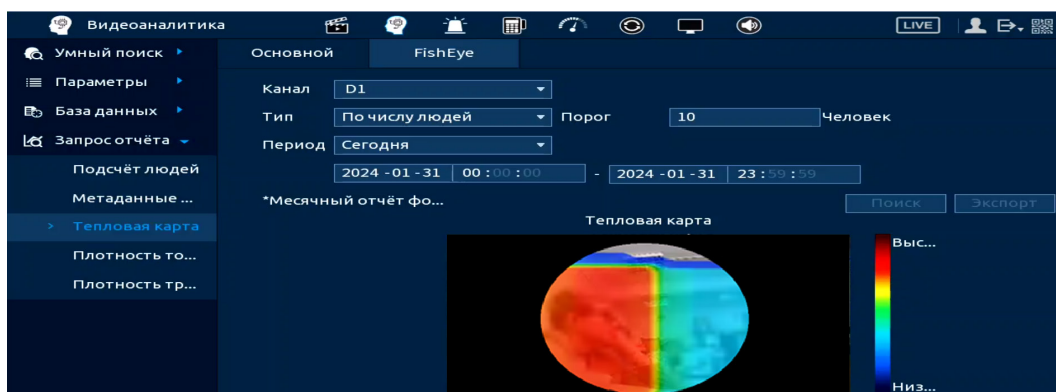 Видеоаналитика LIVE
Умный поиск Основной FishEye
Параметры Канал D1
База данных Тип По числу людей Порог 10 Человек
Запрос отчёта Период Сегодня
Подсчёт людей 2024 -01 -31 00 :00 :00 - 2024 -01 -31 23 :59 :59
Метаданные ... *Месячный отчёт фо... Поиск Экспорт
> Тепловая карта Тепловая карта
Выс...
Плотность то...
Плотность тр...
Низ...